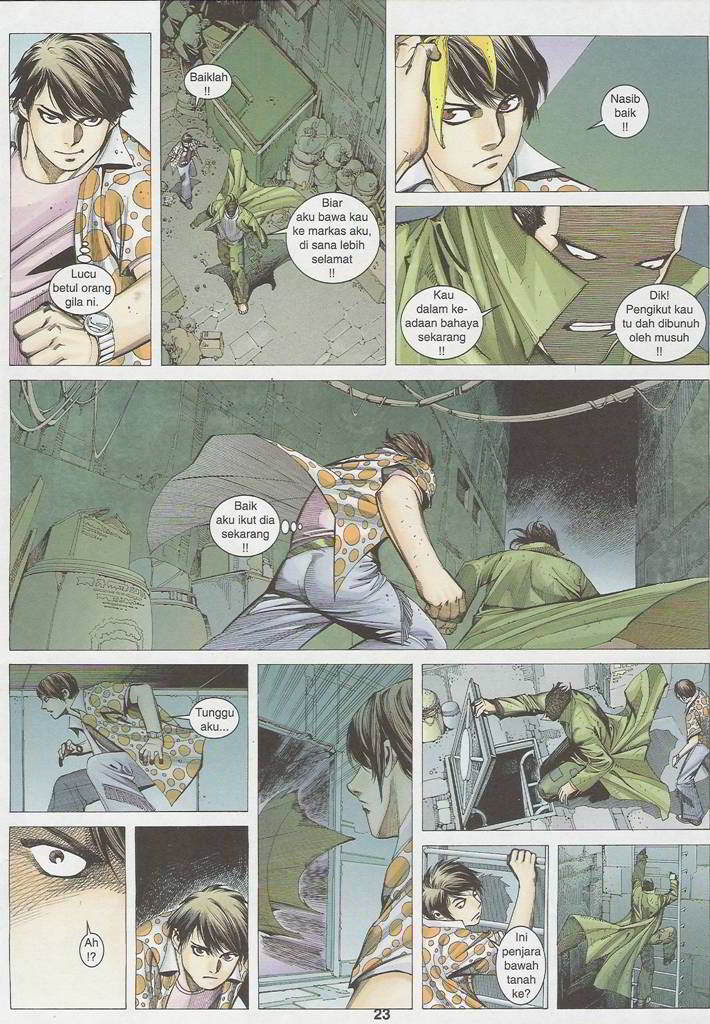 Nasib
baik
!!
Dik!
Pengikut kau
tu dah dibunuh
oleh musuh
!!
Kau
dalam ke-
adaan bahaya
sekarang
!!
Baiklah
!!
Biar
aku bawa kau
ke markas aku,
di sana lebih
selamat
!!
Lucu
betul orang
gila ni.
Baik
aku ikut dia
sekarang
!!
Tunggu
aku...
Ah
!?
Ini
penjara
bawah
tanah
ke?
23